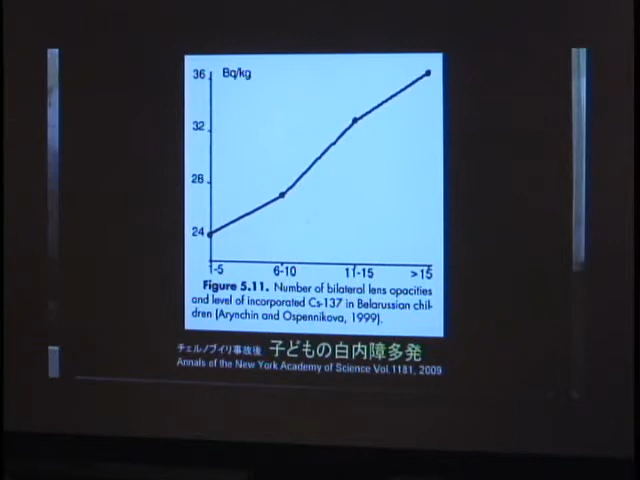 Bq/kg
36
32
28
24
1-5 6-10 11-15 >15
Figure 5.11. Number of bilateral lens opacities
and level of incorporated Cs-137 in Belarussian chil-
dren (Arynchin and Ospennikova, 1999).
チェルノブイリ事故後 子どもの白内障多発
Annals of the New York Academy of Science Vol.1181, 2009